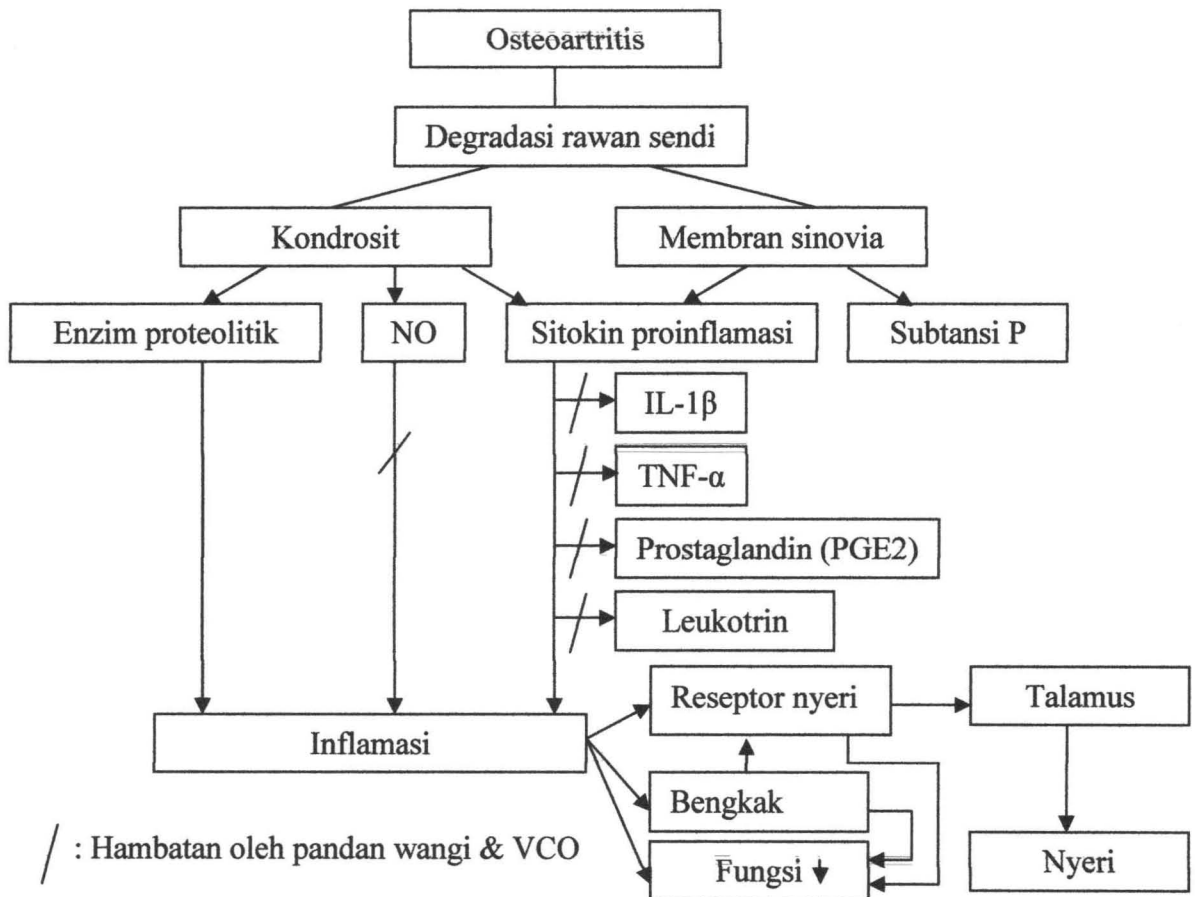 Osteoartritis
Degradasi rawan sendi
Kondrosit
Membran sinovia
Enzim proteolitik
NO
Sitokin proinflamasi
Subtansi P
IL-1β
TNF-α
Prostaglandin (PGE2)
Leukotrin
Reseptor nyeri
Talamus
Inflamasi
Bengkak
/ : Hambatan oleh pandan wangi & VCO
Fungsi ↓
Nyeri